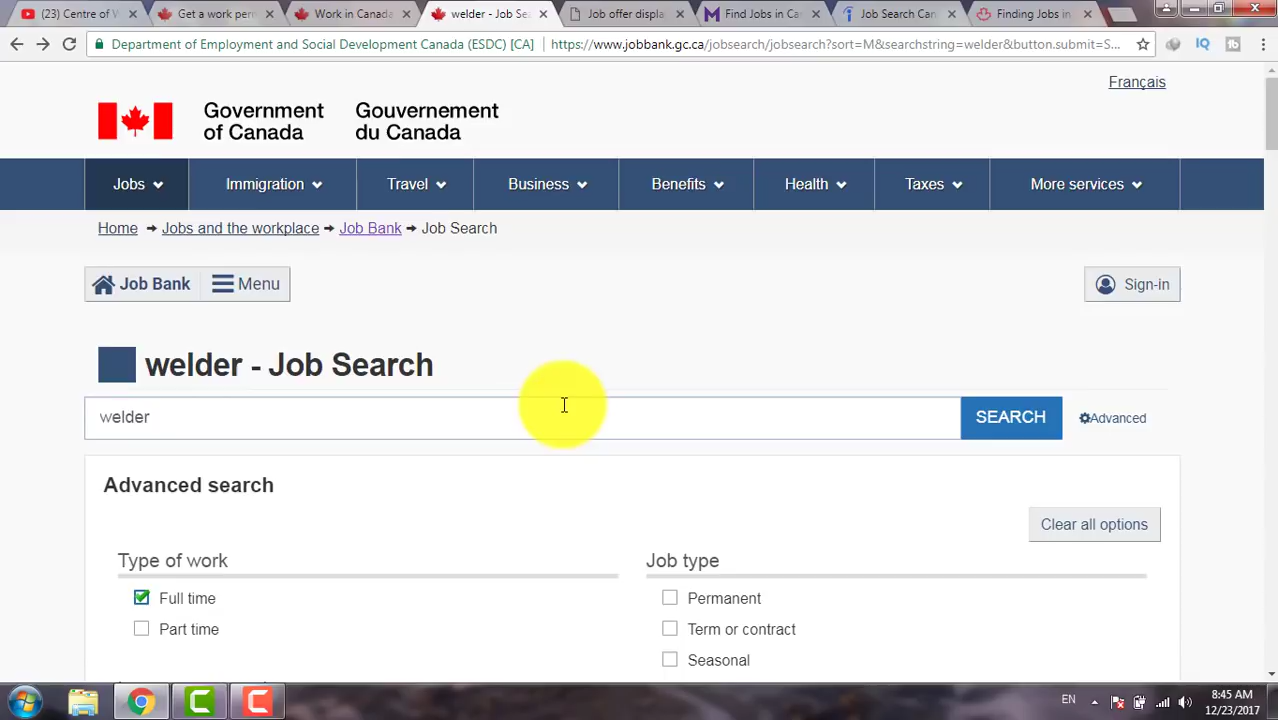 (23) Centre of W
Get a work pern
Work in Canada
welder - Job Sea
Job offer display
Find Jobs in Ca
Job Search Can
Finding Jobs in
Department of Employment and Social Development Canada (ESDC) [CA]
https://www.jobbank.gc.ca/jobsearch/jobsearch?sort=M&searchstring=welder&button.submit=S...
Français
Government of Canada
Gouvernement du Canada
Jobs
Immigration
Travel
Business
Benefits
Health
Taxes
More services
Home → Jobs and the workplace → Job Bank → Job Search
Job Bank
Menu
Sign-in
welder - Job Search
welder
SEARCH
Advanced
Advanced search
Clear all options
Type of work
Job type
Full time
Permanent
Part time
Term or contract
Seasonal
EN
8:45 AM
12/23/2017